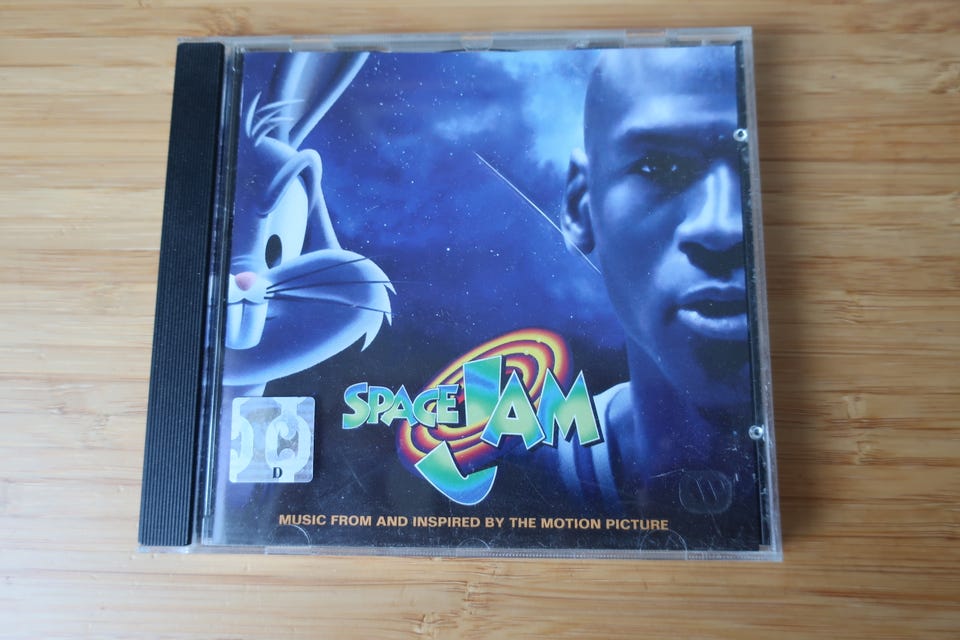 SPACE JAM
D
MUSIC FROM AND INSPIRED BY THE MOTION PICTURE